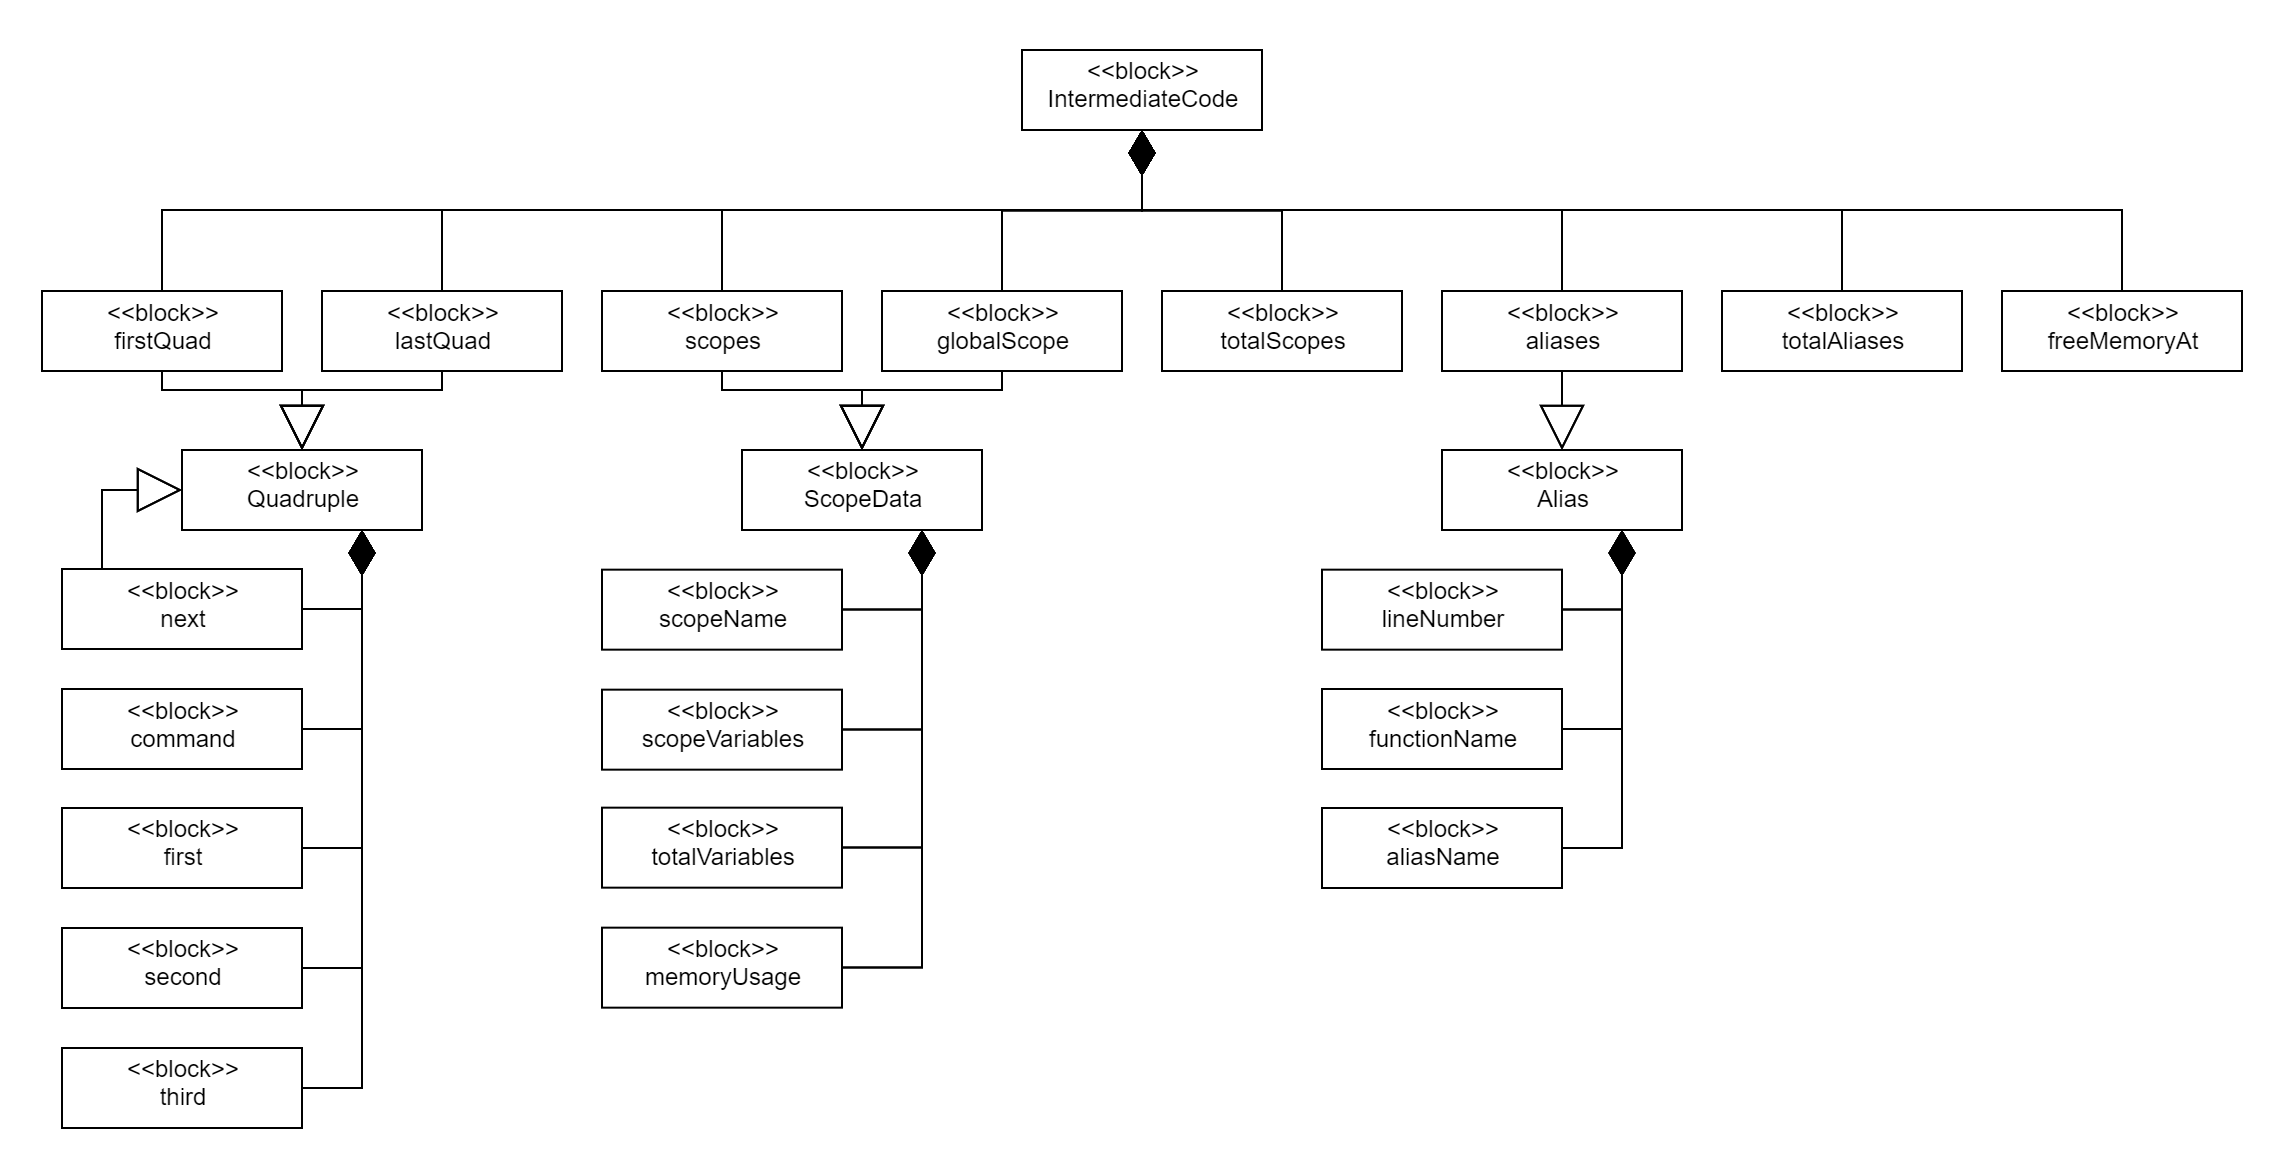 <<block>>
IntermediateCode
<<block>>
firstQuad
<<block>>
lastQuad
<<block>>
scopes
<<block>>
globalScope
<<block>>
totalScopes
<<block>>
aliases
<<block>>
totalAliases
<<block>>
freeMemoryAt
<<block>>
Quadruple
<<block>>
ScopeData
<<block>>
Alias
<<block>>
next
<<block>>
command
<<block>>
first
<<block>>
second
<<block>>
third
<<block>>
scopeName
<<block>>
scopeVariables
<<block>>
totalVariables
<<block>>
memoryUsage
<<block>>
lineNumber
<<block>>
functionName
<<block>>
aliasName